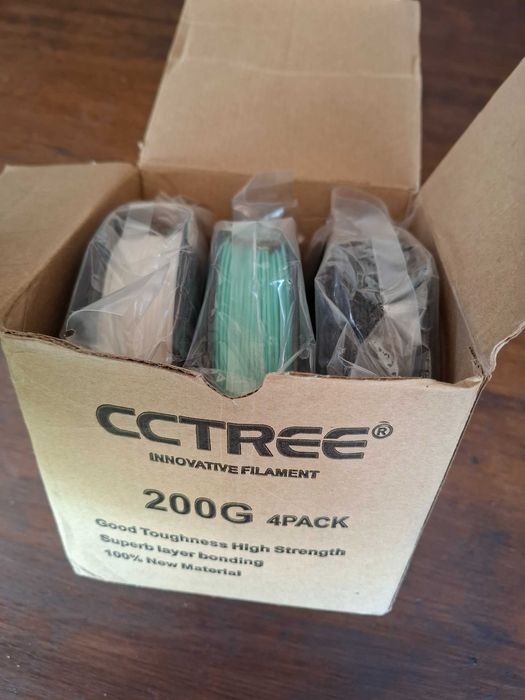 CCTREE®
INNOVATIVE FILAMENT
200G 4PACK
Good Toughness High Strength
Superb layer bonding
100% New Material